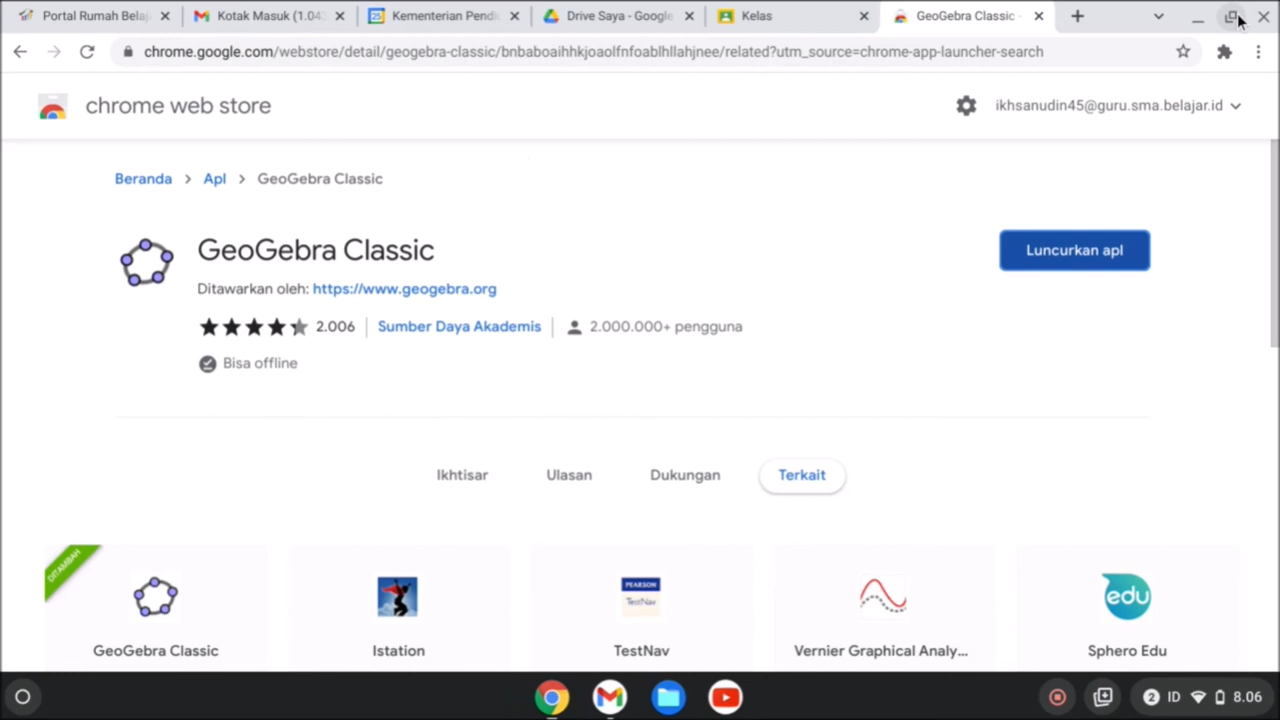 Portal Rumah Belaj
Kotak Masuk (1.04
Kementerian Pendi
Drive Saya - Google
Kelas
GeoGebra Classic -
chrome.google.com/webstore/detail/geogebra-classic/bnbaboaihhkjoaolfnfoablhllahjnee/related?utm_source=chrome-app-launcher-search
chrome web store
ikhsanudin45@guru.sma.belajar.id
Beranda > Apl > GeoGebra Classic
GeoGebra Classic
Luncurkan apl
Ditawarkan oleh: https://www.geogebra.org
2.006 | Sumber Daya Akademis | 2.000.000+ pengguna
Bisa offline
Ikhtisar Ulasan Dukungan Terkait
DITAMBAH
PEARSON
TestNav
edu
GeoGebra Classic
Istation
TestNav
Vernier Graphical Analy...
Sphero Edu
2 ID 8.06